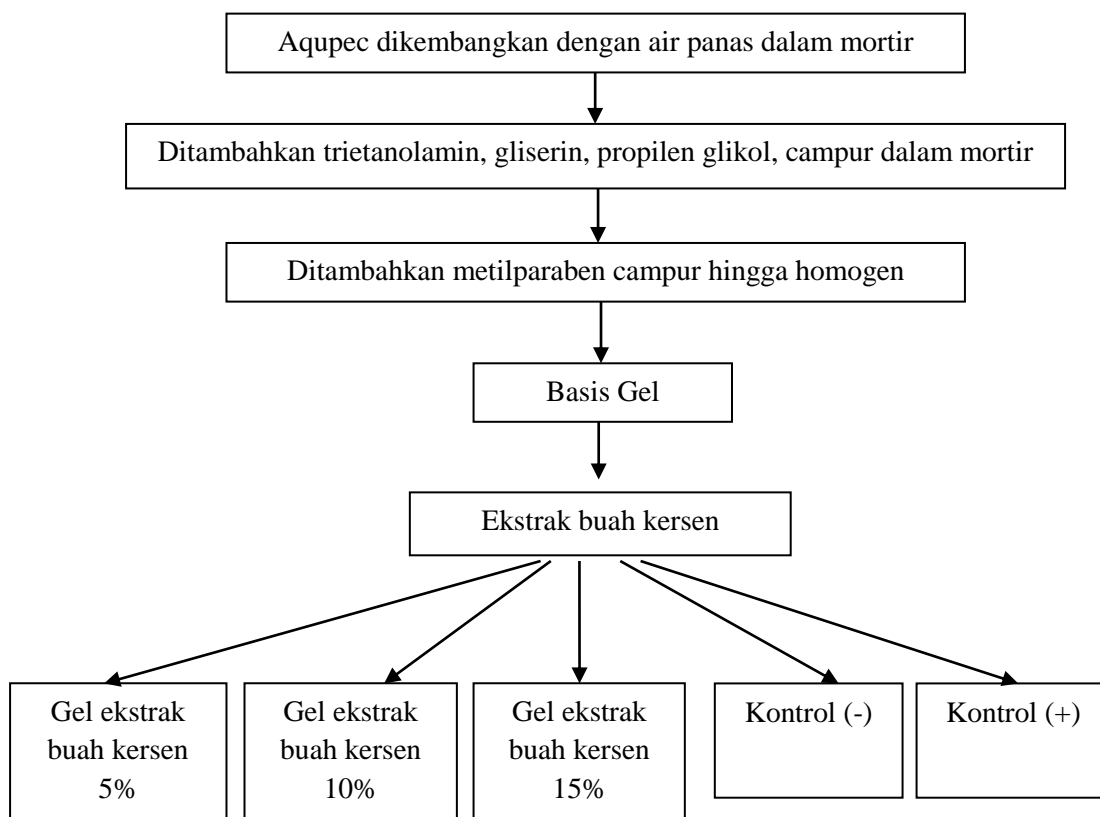 Aqupec dikembangkan dengan air panas dalam mortir
Ditambahkan trietanolamin, gliserin, propilen glikol, campur dalam mortir
Ditambahkan metilparaben campur hingga homogen
Basis Gel
Ekstrak buah kersen
Gel ekstrak
buah kersen
5%
Gel ekstrak
buah kersen
10%
Gel ekstrak
buah kersen
15%
Kontrol (-)
Kontrol (+)